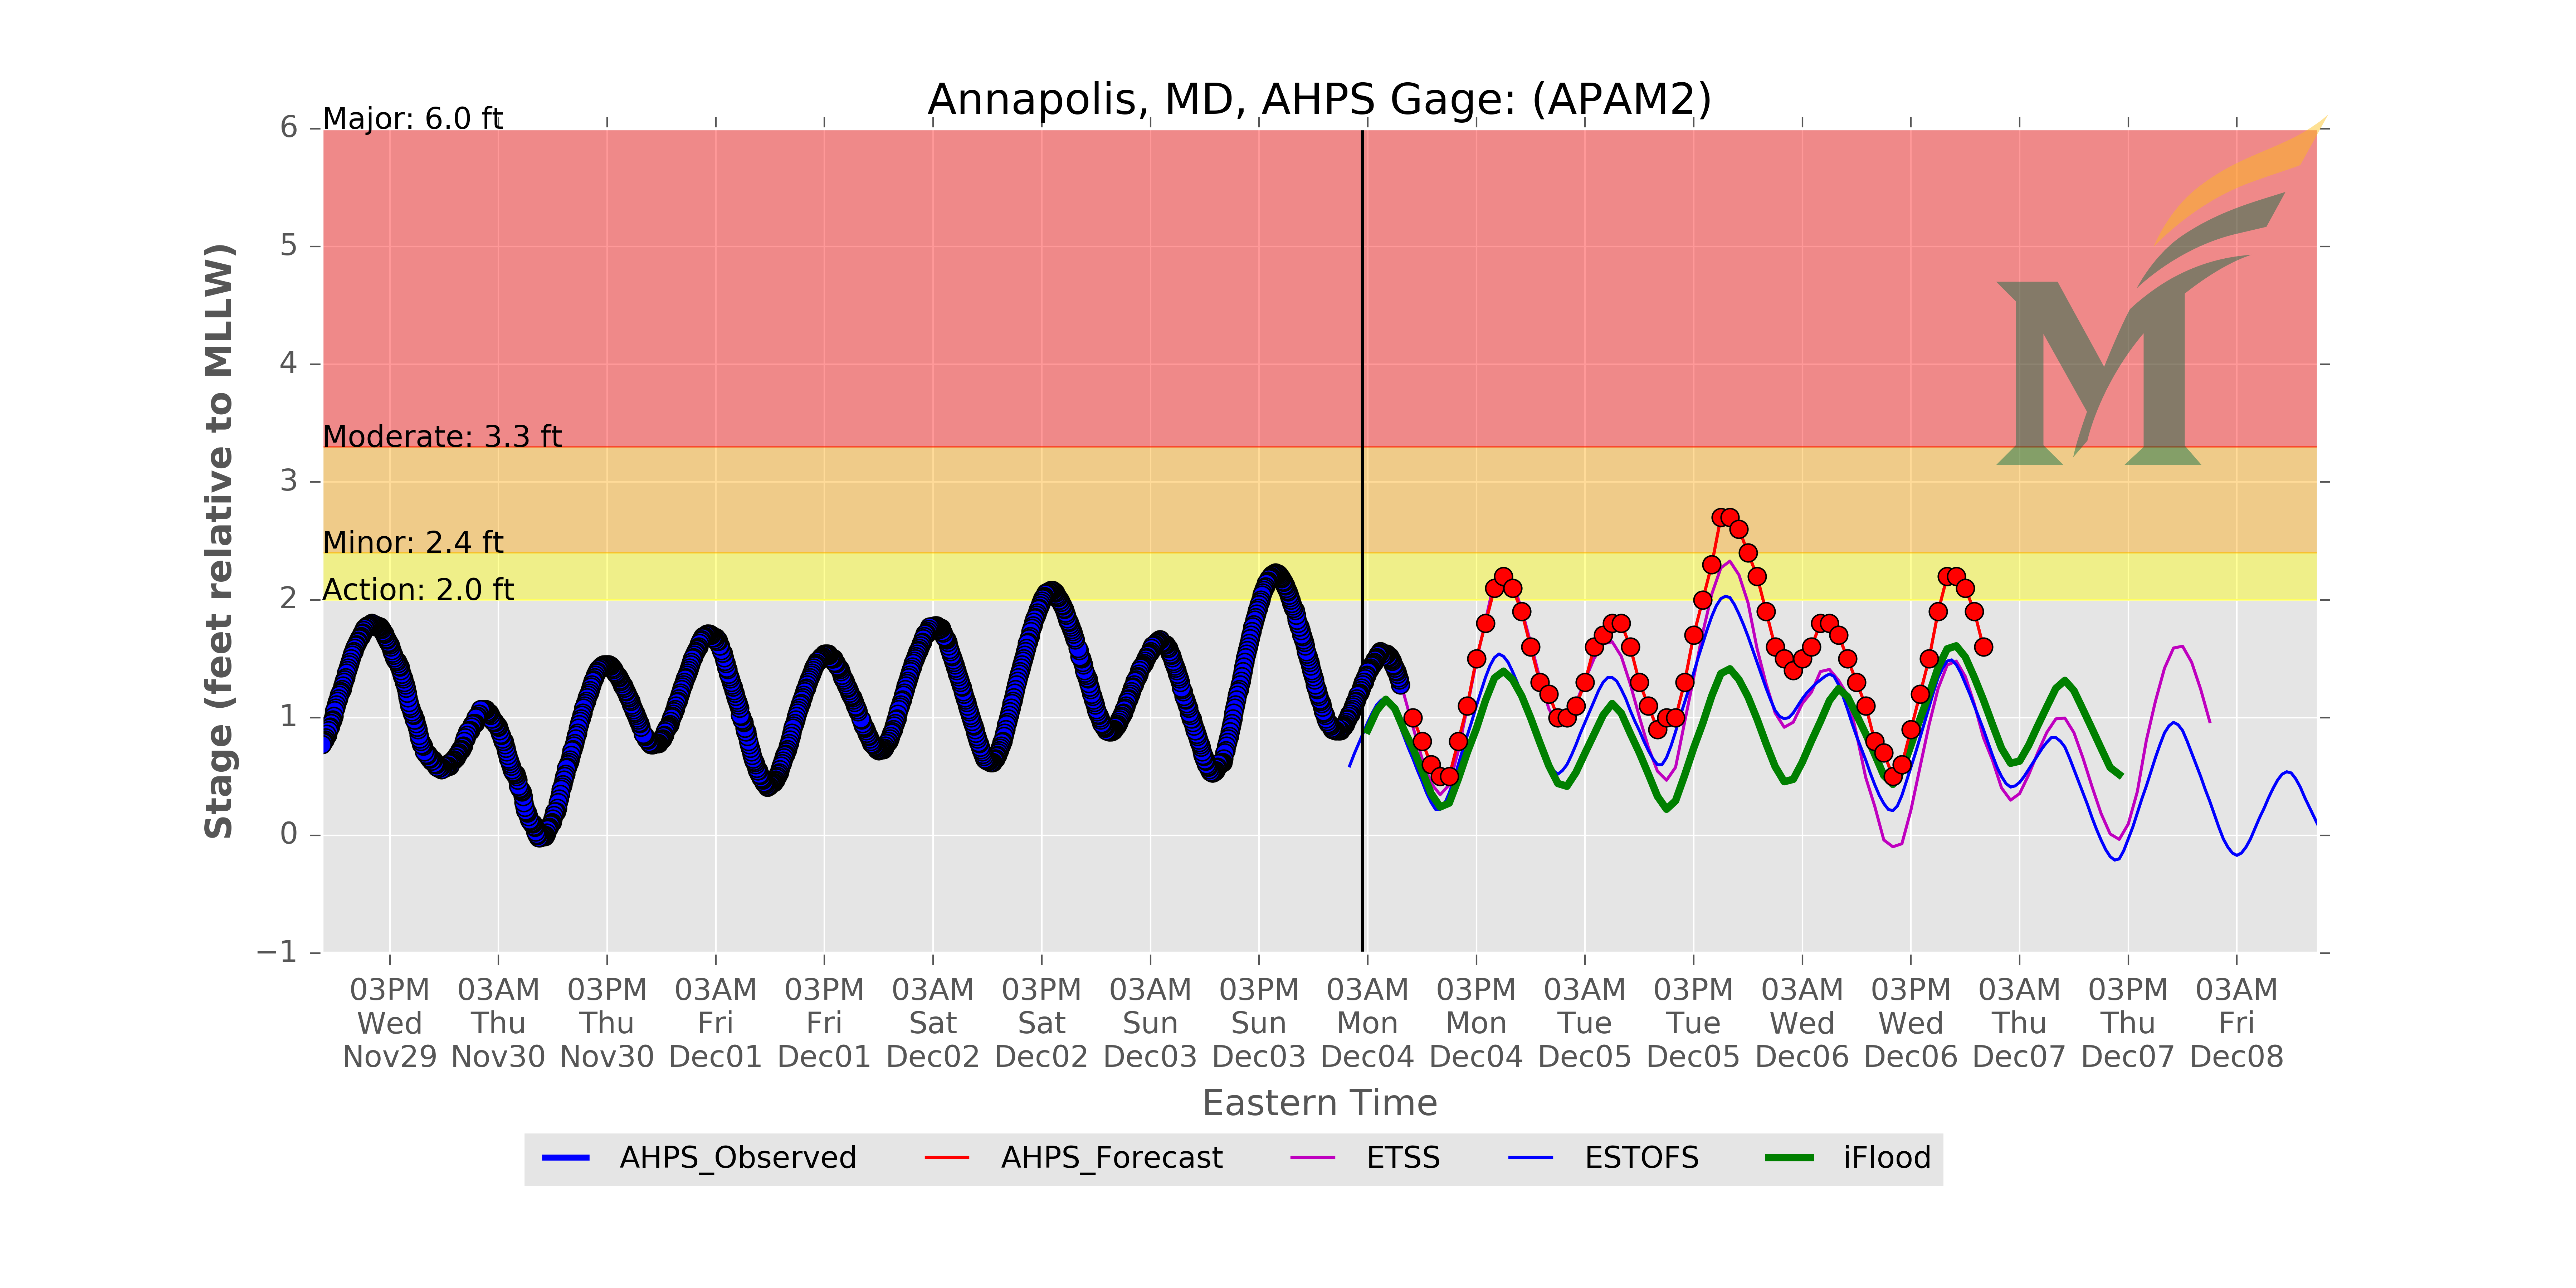 Annapolis, MD, AHPS Gage: (APAM2)
Major: 6.0 ft
Moderate: 3.3 ft
Minor: 2.4 ft
Action: 2.0 ft
Stage (feet relative to MLLW)
6
5
4
3
2
1
0
−1
03PM 03AM 03PM 03AM 03PM 03AM 03PM 03AM 03PM 03AM 03PM 03AM 03PM 03AM 03PM 03AM 03PM 03AM
Wed Thu Thu Fri Fri Sat Sat Sun Sun Mon Mon Tue Tue Wed Wed Thu Thu Fri
Nov29 Nov30 Nov30 Dec01 Dec01 Dec02 Dec02 Dec03 Dec03 Dec04 Dec04 Dec05 Dec05 Dec06 Dec06 Dec07 Dec07 Dec08
Eastern Time
AHPS_Observed AHPS_Forecast ETSS ESTOFS iFlood
M